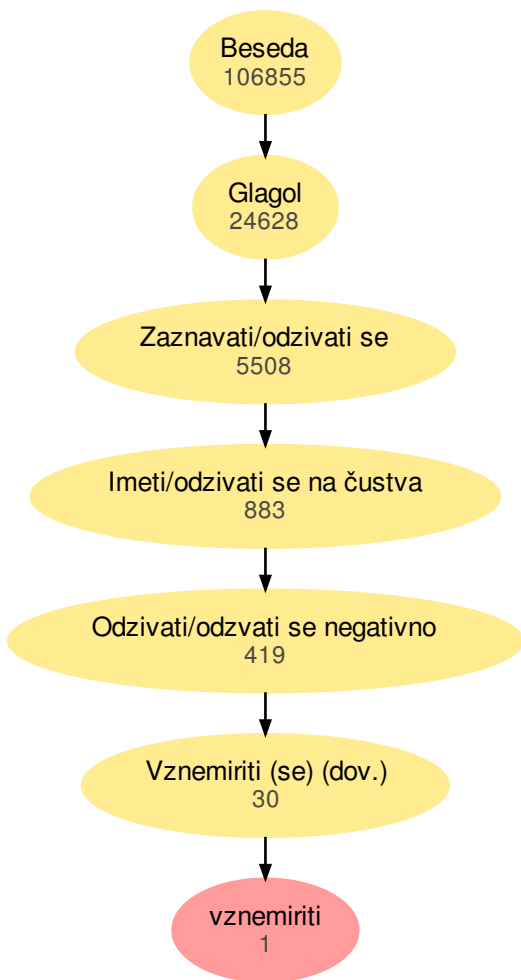 Beseda
106855
Glagol
24628
Zaznavati/odzivati se
5508
Imeti/odzivati se na čustva
883
Odzivati/odzvati se negativno
419
Vznemiriti (se) (dov.)
30
vznemiriti
1